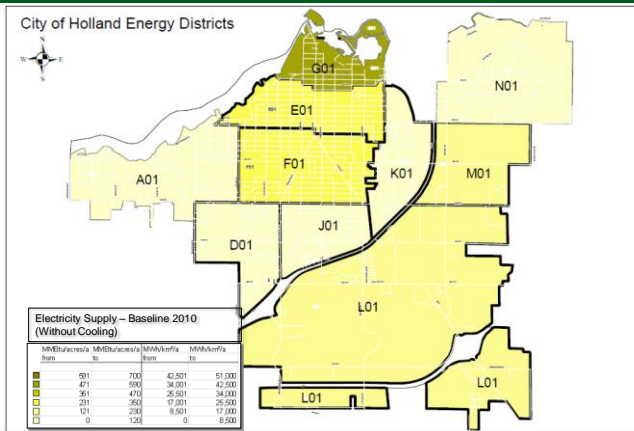 City of Holland Energy Districts
N
W E
S
G01
N01
E01
F01
A01
K01
M01
J01
D01
L01
L01
L01
Electricity Supply – Baseline 2010
(Without Cooling)
MMBtu/acres/a MMBtu/acres/a MWh/km²/a MWh/km²/a
from to from to
591 700 42,501 51,000
471 590 34,001 42,500
351 470 25,501 34,000
231 350 17,001 25,500
121 230 8,501 17,000
0 120 0 8,500